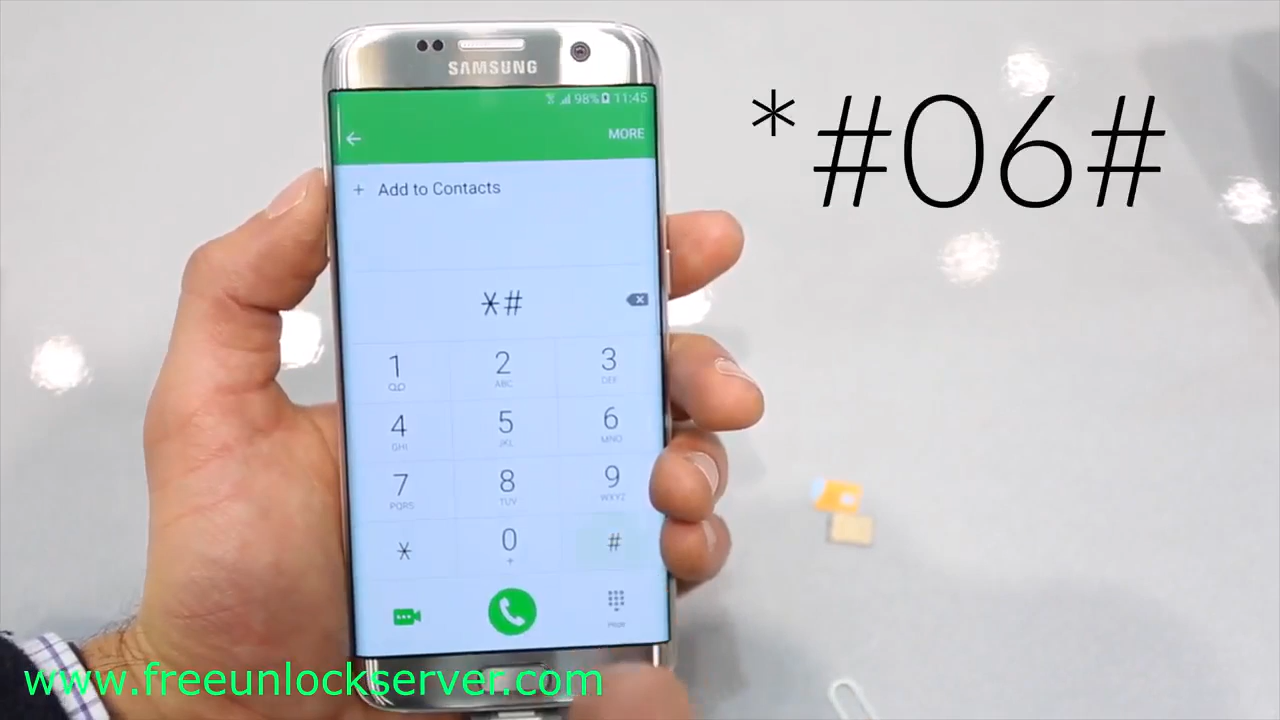 SAMSUNG
98% 11:45
MORE
*#06#
+ Add to Contacts
*#
1 2 3
ABC DEF
4 5 6
GHI JKL MNO
7 8 9
PQRS TUV WXYZ
* 0 #
+
www.freeunlockserver.com